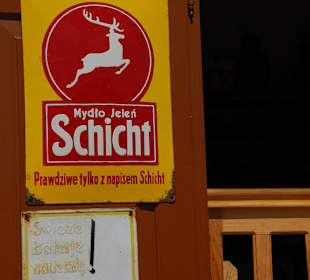 Mydło Jeleń
Schicht
Prawdziwe tylko z napisem Schicht